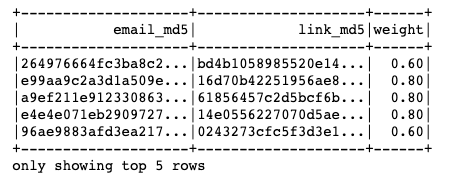 +--------------------+--------------------+------+
|           email_md5|            link_md5|weight|
+--------------------+--------------------+------+
|264976664fc3ba8c2...|bd4b1058985520e14...|  0.60|
|e99aa9c2a3d1a509e...|16d70b42251956ae8...|  0.80|
|a9ef211e912330863...|61856457c2d5bcf6b...|  0.80|
|e4e4e071eb2909727...|14e0556227070d5ae...|  0.80|
|96ae9883afd3ea217...|0243273cfc5f3d3e1...|  0.60|
+--------------------+--------------------+------+
only showing top 5 rows